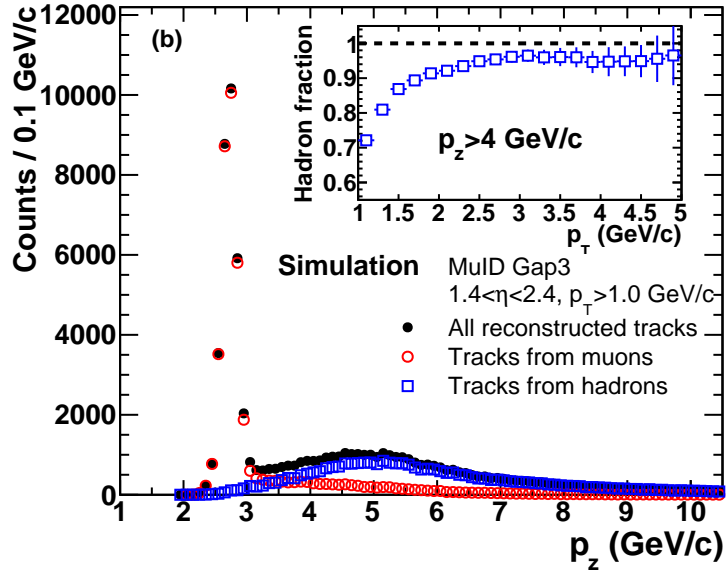 (b)
Counts / 0.1 GeV/c
12000
10000
8000
6000
4000
2000
0
1 2 3 4 5 6 7 8 9 10
p_z (GeV/c)
Hadron fraction
1
0.9
0.8
0.7
0.6
p_z>4 GeV/c
1 1.5 2 2.5 3 3.5 4 4.5 5
p_T (GeV/c)
Simulation
MuID Gap3
1.4<η<2.4, p_T>1.0 GeV/c
All reconstructed tracks
Tracks from muons
Tracks from hadrons